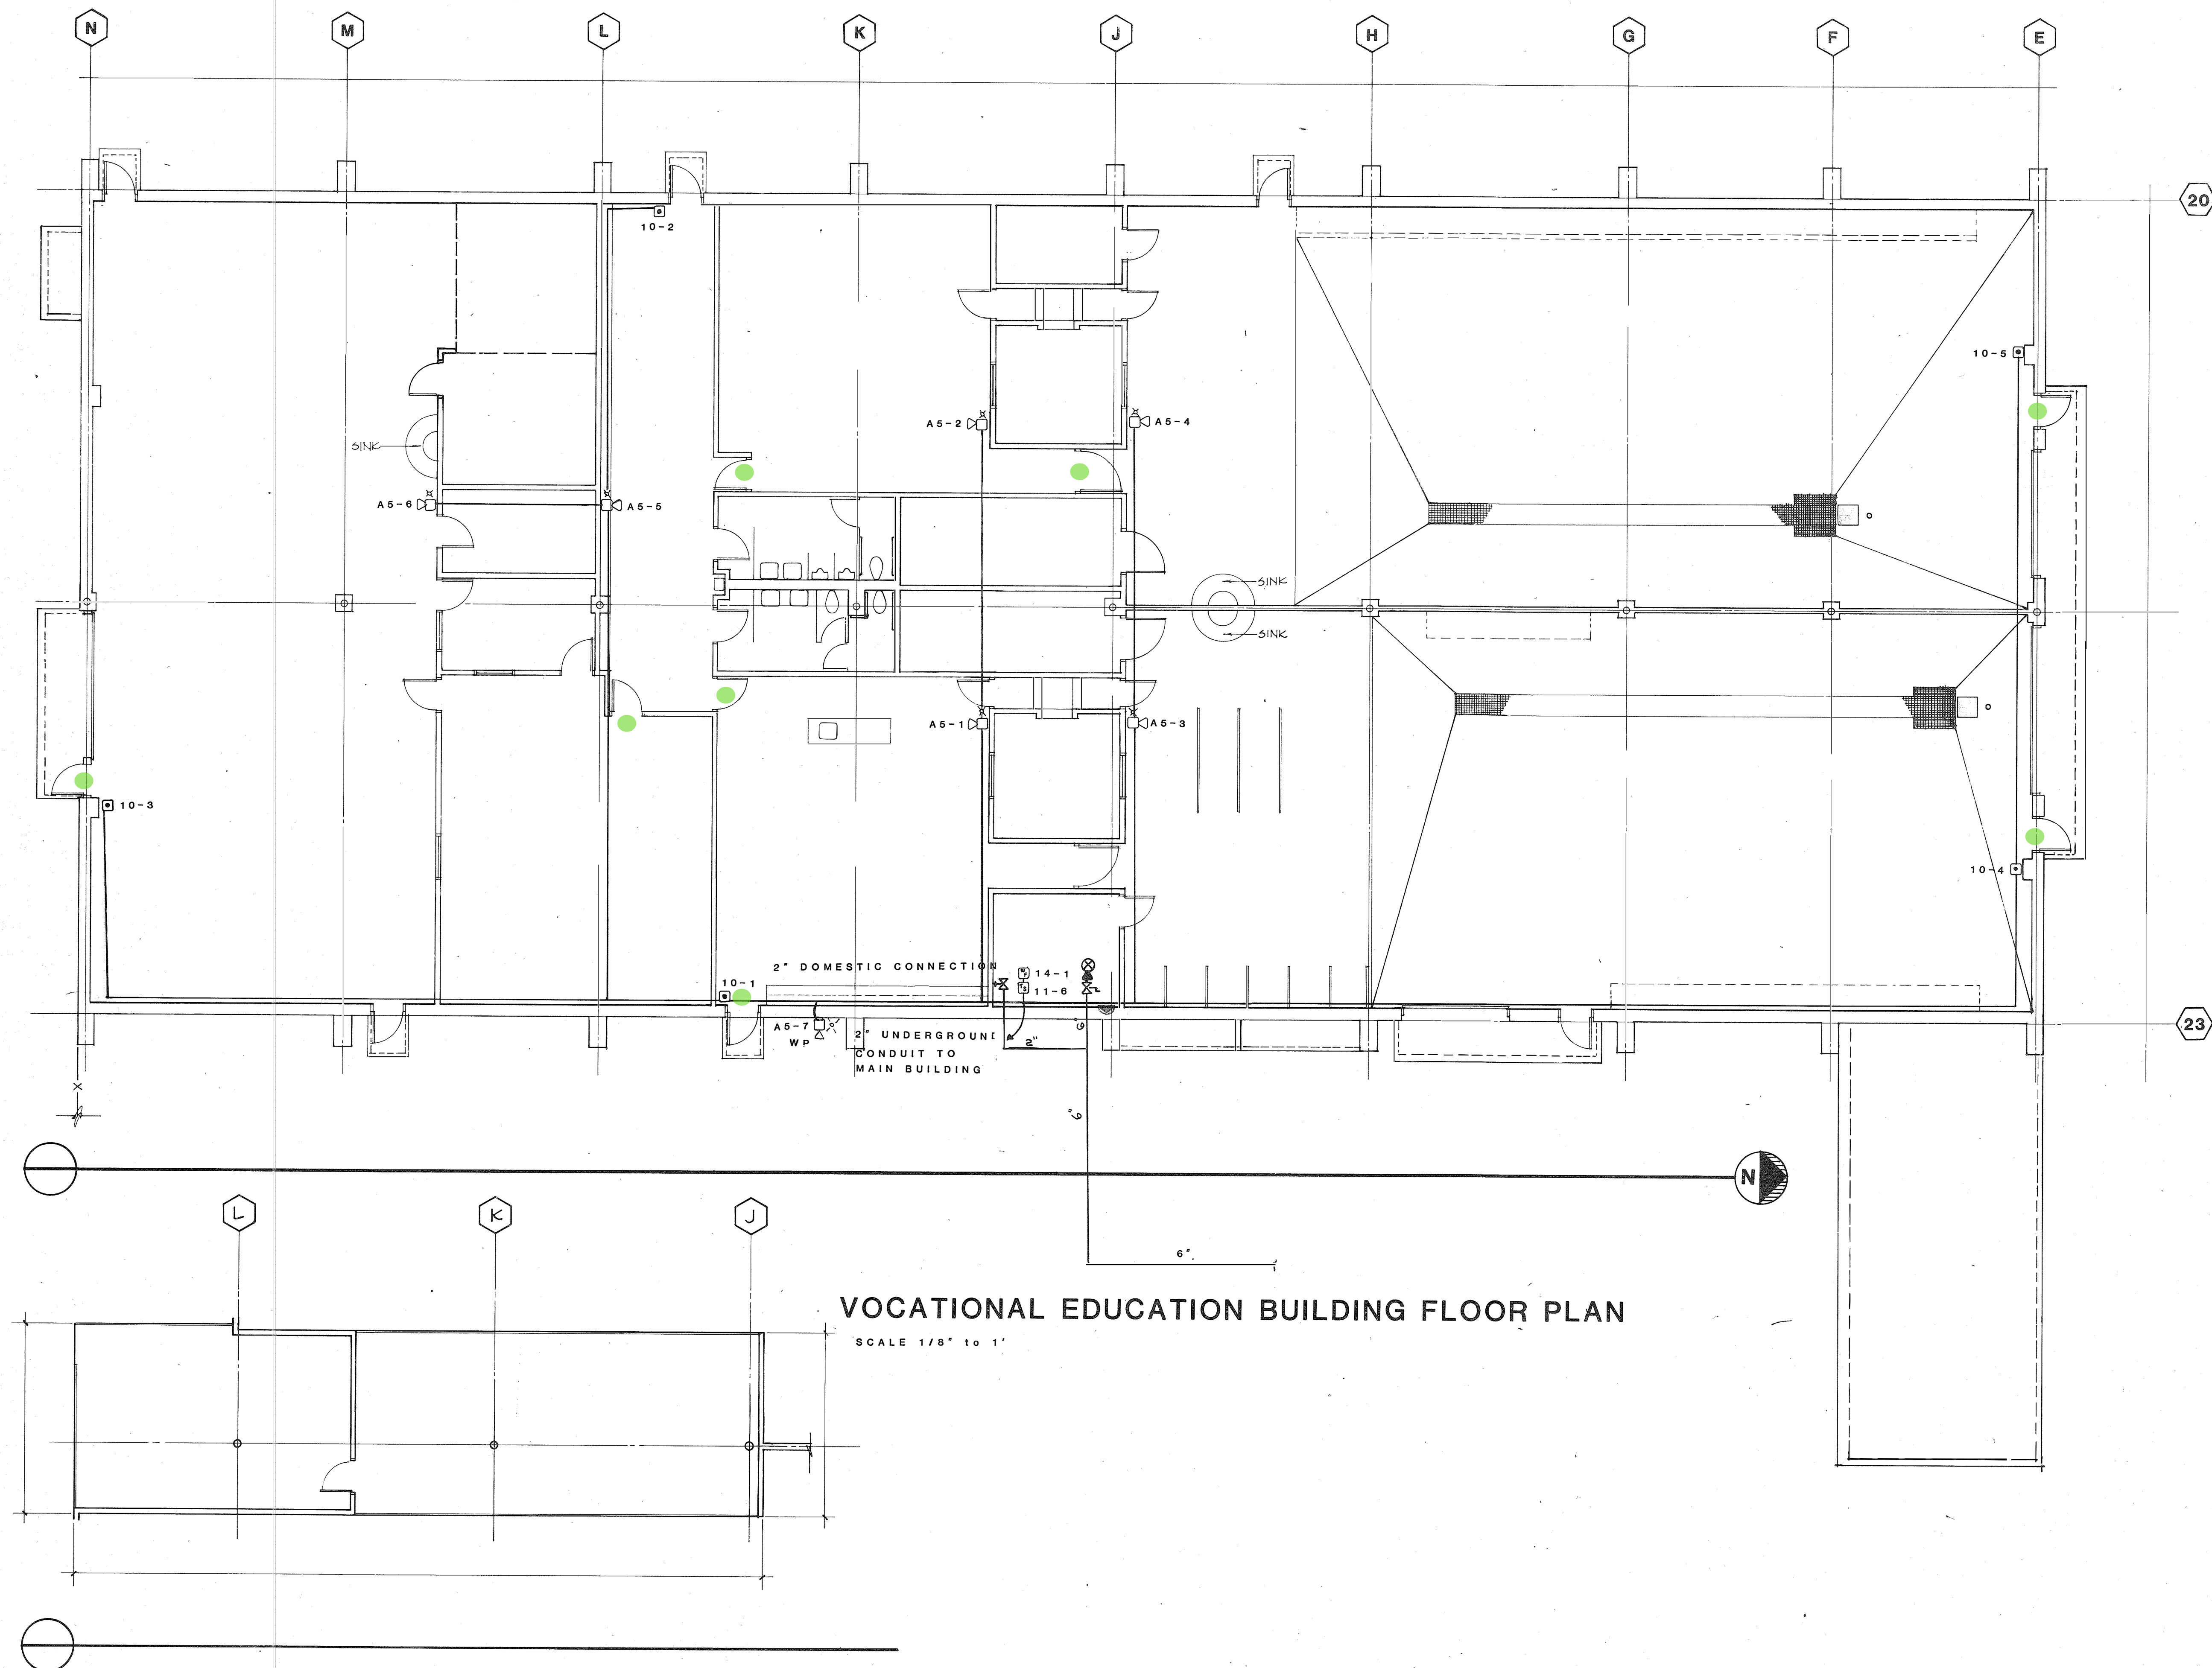 N M L K J H G F E
20
10-2
10-5
A5-2 A5-4
SINK
A5-6 A5-5
SINK
SINK
A5-1 A5-3
10-3
10-4
2" DOMESTIC CONNECTION
10-1
14-1
11-6
A5-7
WP
2" UNDERGROUND
CONDUIT TO
MAIN BUILDING
2"
6"
23
X
6"
N
L K J
6"
VOCATIONAL EDUCATION BUILDING FLOOR PLAN
SCALE 1/8" to 1'